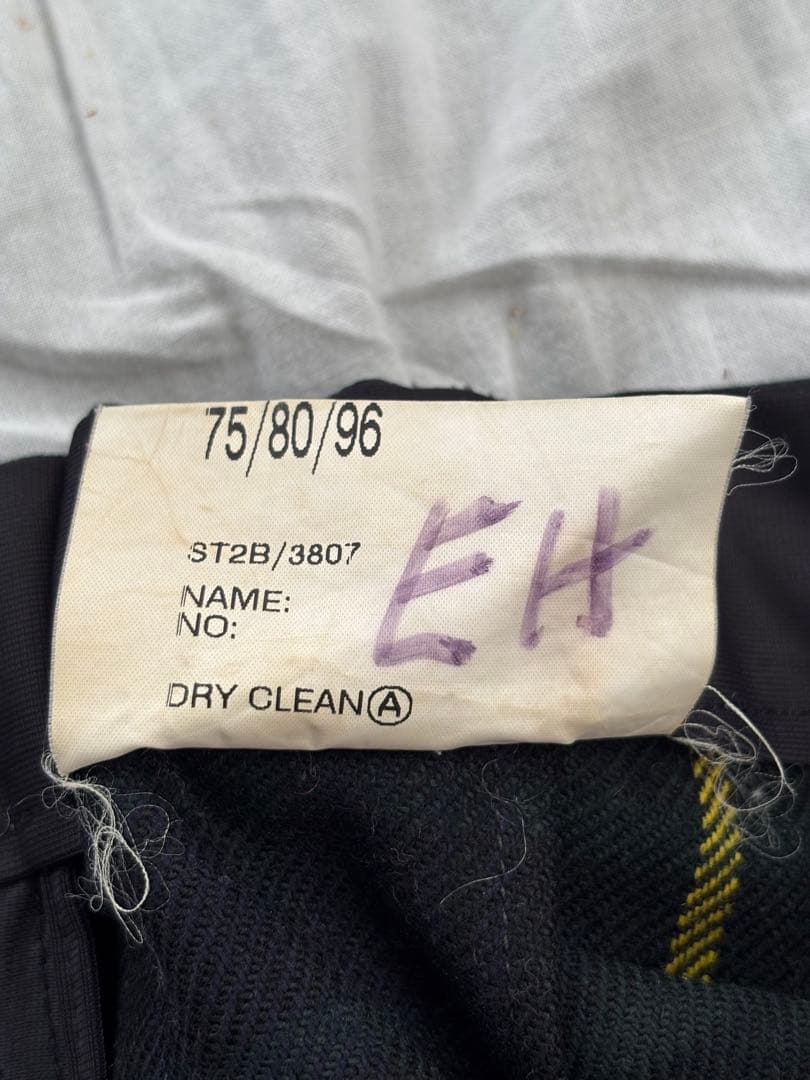 75/80/96
ST2B/3807
NAME:
NO:
EH
DRY CLEAN Ⓐ